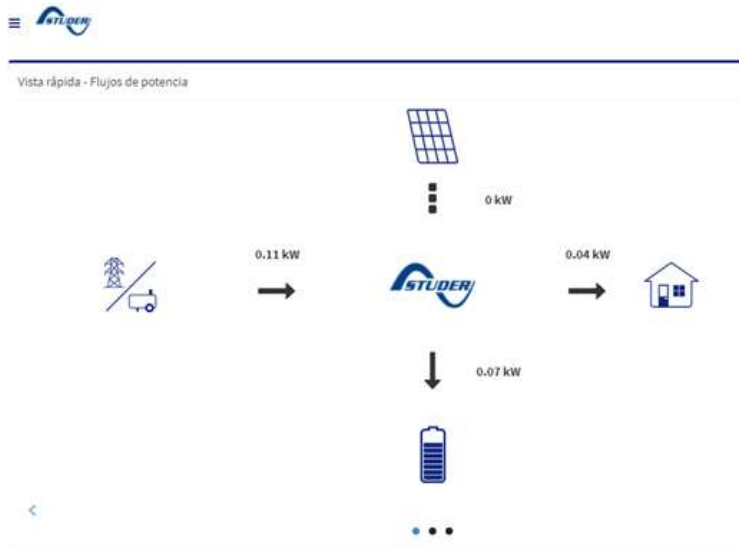 STUDER
Vista rápida - Flujos de potencia
0 kW
0.11 kW
0.04 kW
STUDER
0.07 kW